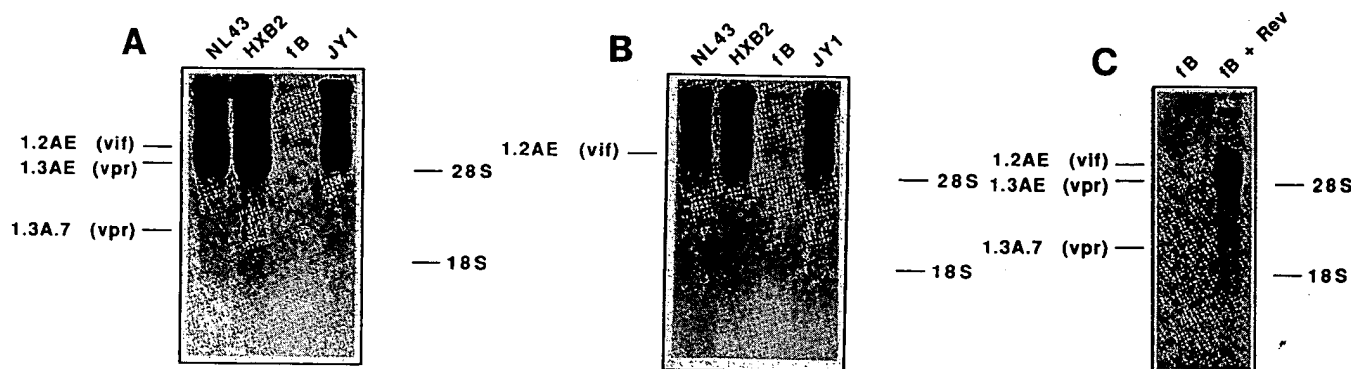 A
NL43 HXB2 fB JY1
1.2AE (vif)
1.3AE (vpr)
1.3A.7 (vpr)
28S
18S
B
NL43 HXB2 fB JY1
1.2AE (vif)
28S
18S
C
fB fB + Rev
1.2AE (vif)
1.3AE (vpr)
1.3A.7 (vpr)
28S
18S